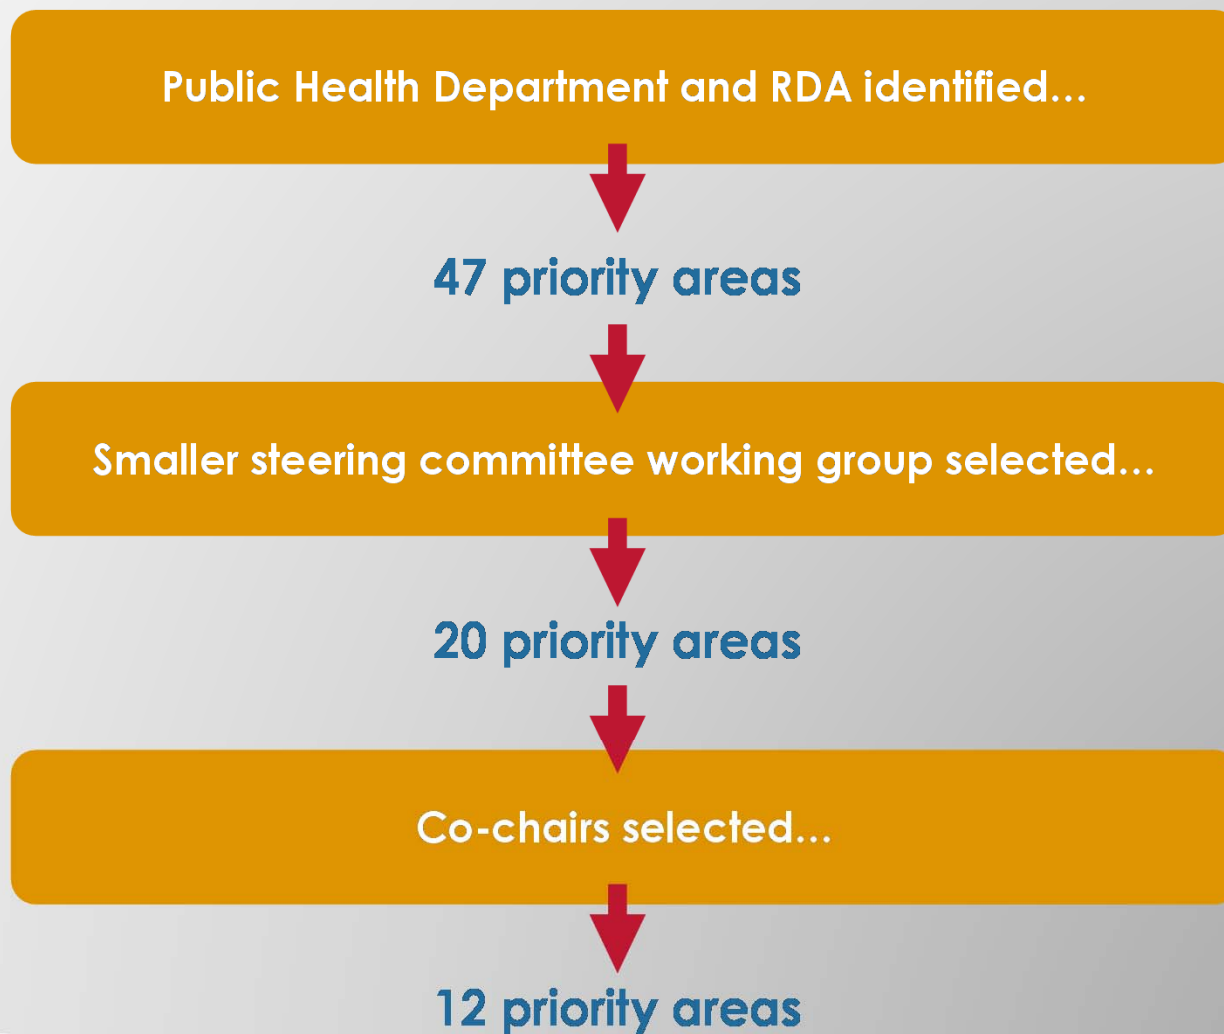 Public Health Department and RDA identified...
47 priority areas
Smaller steering committee working group selected...
20 priority areas
Co-chairs selected...
12 priority areas